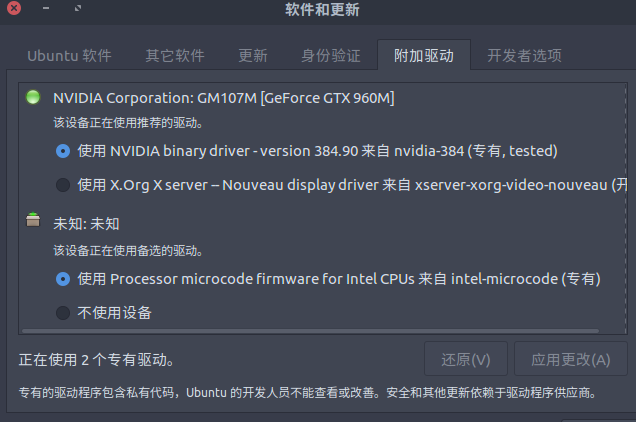 软件和更新
Ubuntu 软件 其它软件 更新 身份验证 附加驱动 开发者选项
NVIDIA Corporation: GM107M [GeForce GTX 960M]
该设备正在使用推荐的驱动。
使用 NVIDIA binary driver - version 384.90 来自 nvidia-384 (专有, tested)
使用 X.Org X server -- Nouveau display driver 来自 xserver-xorg-video-nouveau (开
未知: 未知
该设备正在使用备选的驱动。
使用 Processor microcode firmware for Intel CPUs 来自 intel-microcode (专有)
不使用设备
正在使用 2 个专有驱动。 还原(V) 应用更改(A)
专有的驱动程序包含私有代码，Ubuntu 的开发人员不能查看或改善。安全和其他更新依赖于驱动程序供应商。